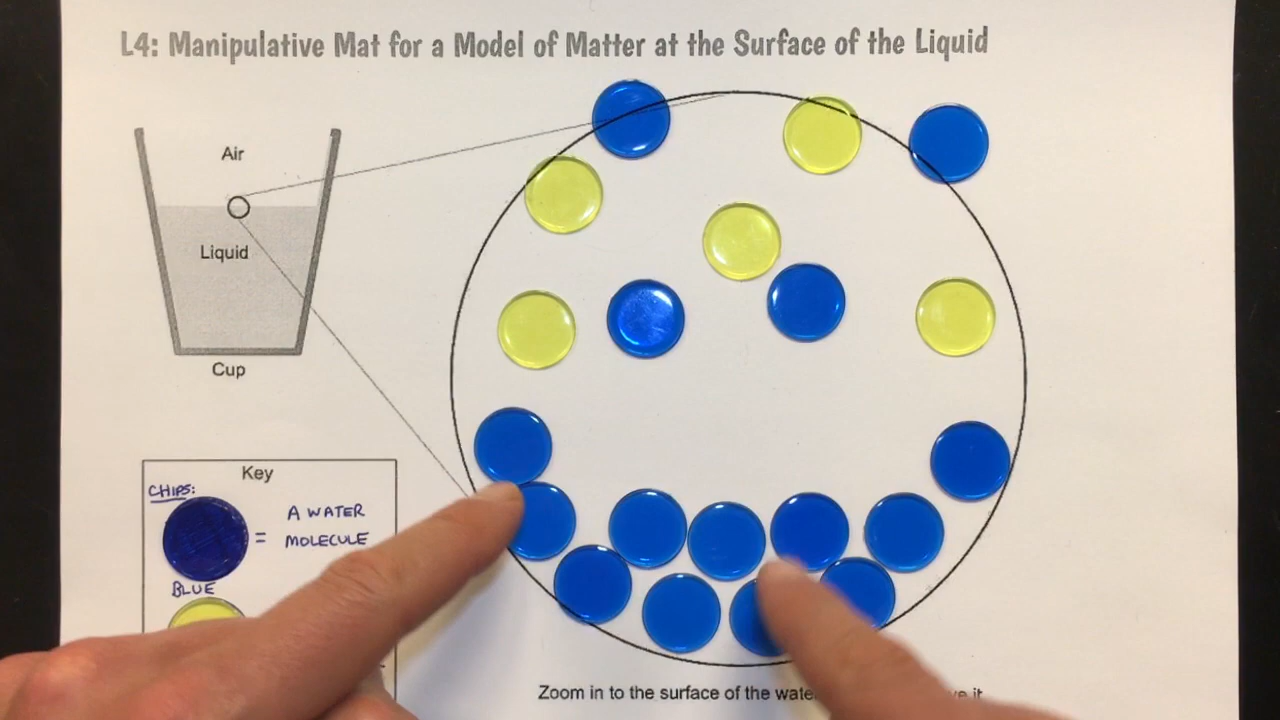 L4: Manipulative Mat for a Model of Matter at the Surface of the Liquid
Air
Liquid
Cup
Key
CHIPS:
= A WATER
MOLECULE
BLUE
Zoom in to the surface of the it